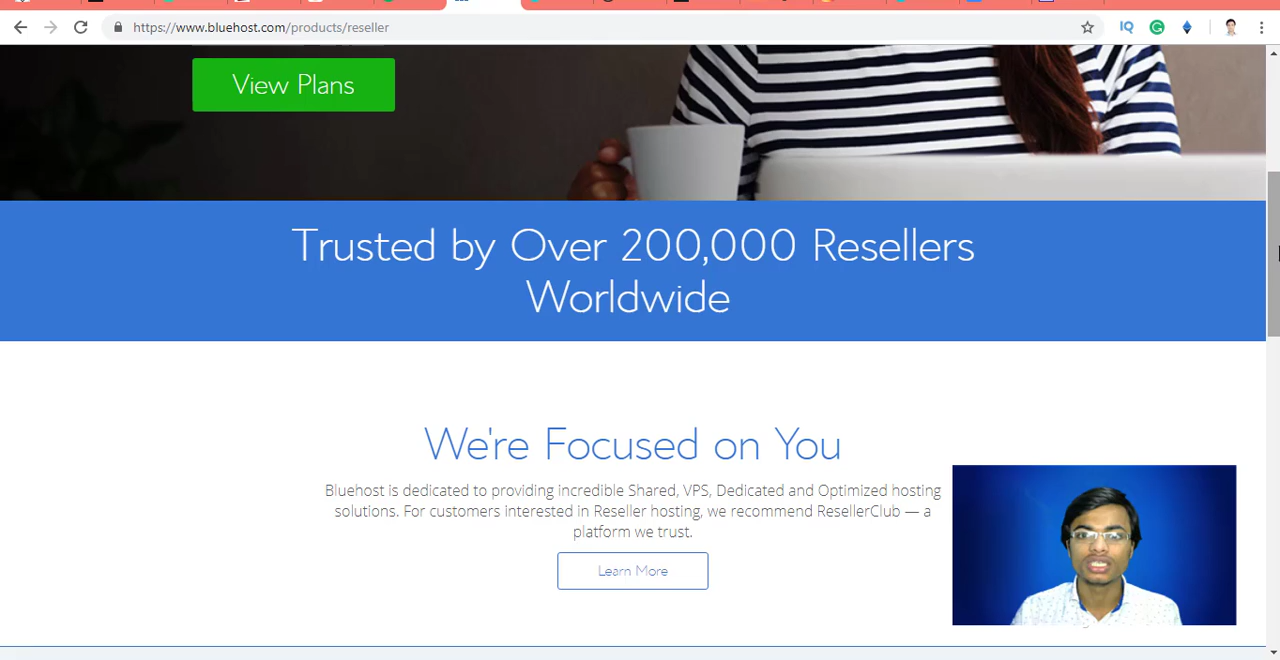 https://www.bluehost.com/products/reseller
IQ
View Plans
Trusted by Over 200,000 Resellers
Worldwide
We're Focused on You
Bluehost is dedicated to providing incredible Shared, VPS, Dedicated and Optimized hosting
solutions. For customers interested in Reseller hosting, we recommend ResellerClub — a
platform we trust.
Learn More